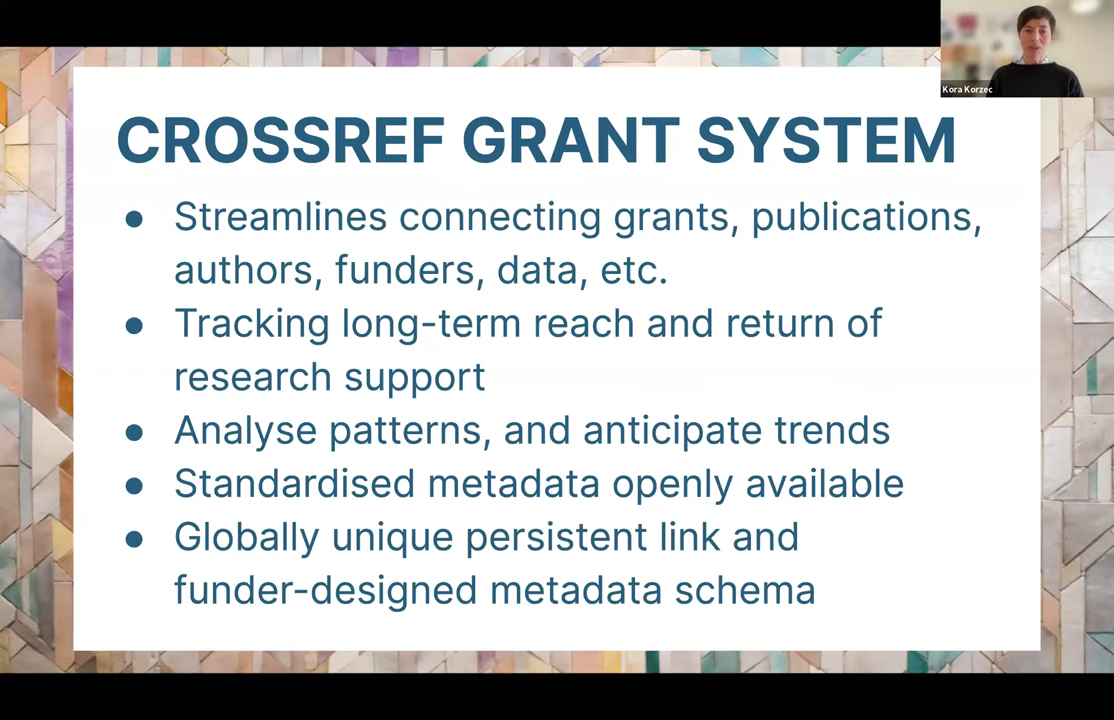 Kora Korzec
CROSSREF GRANT SYSTEM
● Streamlines connecting grants, publications,
authors, funders, data, etc.
● Tracking long-term reach and return of
research support
● Analyse patterns, and anticipate trends
● Standardised metadata openly available
● Globally unique persistent link and
funder-designed metadata schema